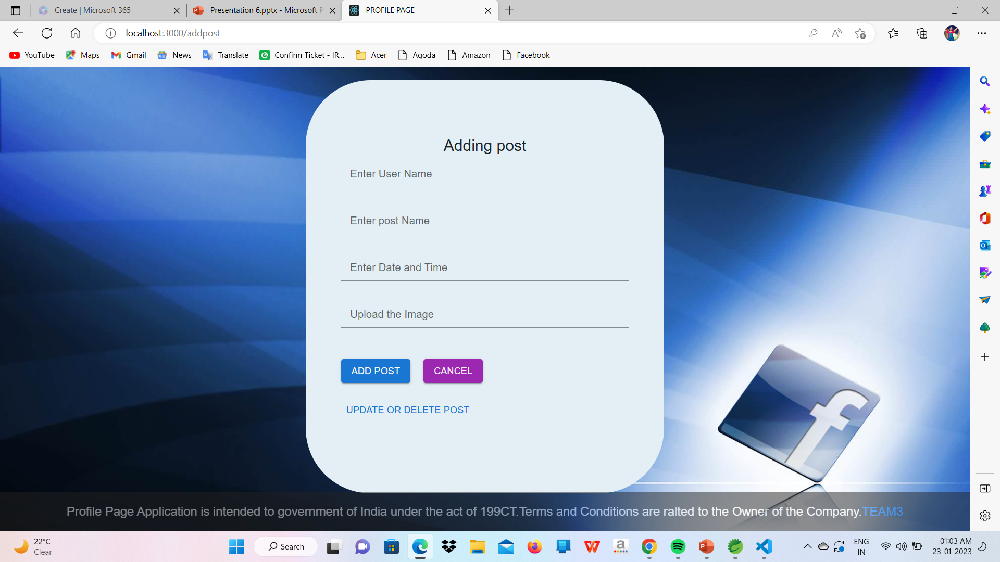 Create | Microsoft 365
Presentation 6.pptx - Microsoft P
PROFILE PAGE
localhost:3000/addpost
YouTube
Maps
Gmail
News
Translate
Confirm Ticket - IR...
Acer
Agoda
Amazon
Facebook
Adding post
Enter User Name
Enter post Name
Enter Date and Time
Upload the Image
ADD POST
CANCEL
UPDATE OR DELETE POST
Profile Page Application is intended to government of India under the act of 199CT.Terms and Conditions are ralted to the Owner of the Company.TEAM3
22°C
Clear
Search
ENG
IN
01:03 AM
23-01-2023